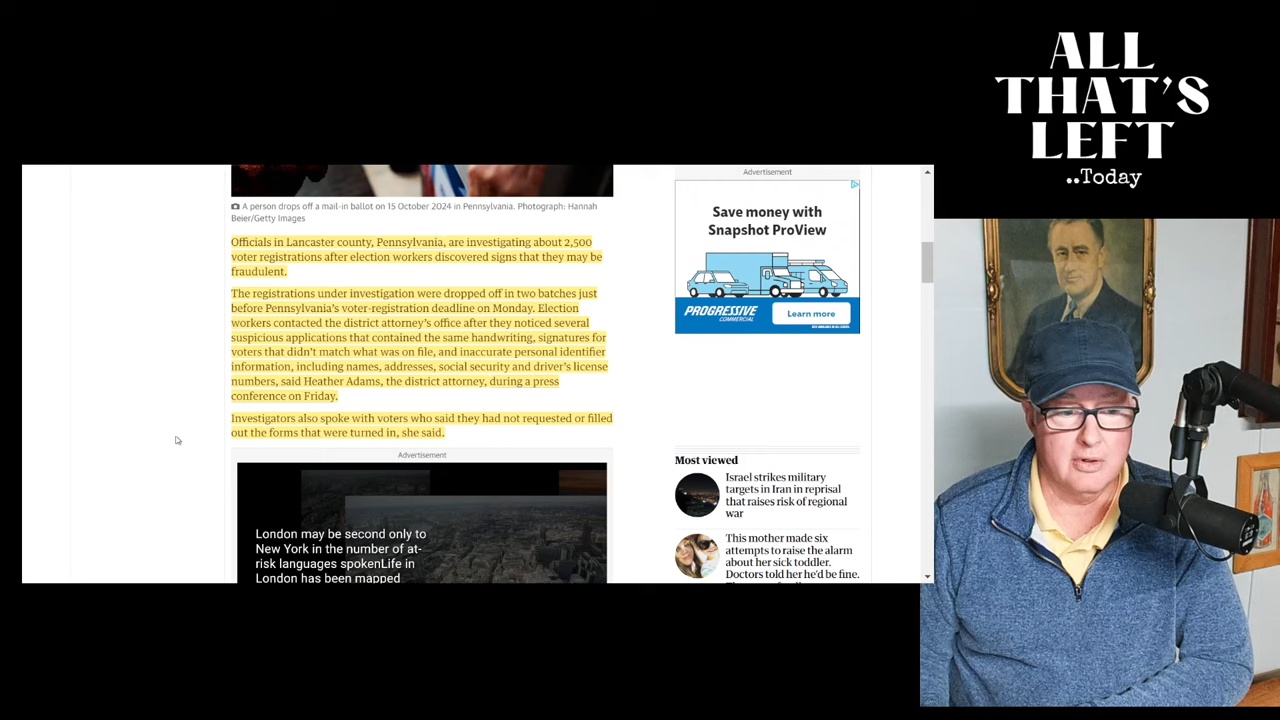 ALL
THAT'S
LEFT
..Today
Advertisement
Save money with
Snapshot ProView
PROGRESSIVE
COMMERCIAL
Learn more
A person drops off a mail-in ballot on 15 October 2024 in Pennsylvania. Photograph: Hannah
Beier/Getty Images
Officials in Lancaster county, Pennsylvania, are investigating about 2,500
voter registrations after election workers discovered signs that they may be
fraudulent.
The registrations under investigation were dropped off in two batches just
before Pennsylvania's voter-registration deadline on Monday. Election
workers contacted the district attorney's office after they noticed several
suspicious applications that contained the same handwriting, signatures for
voters that didn't match what was on file, and inaccurate personal identifier
information, including names, addresses, social security and driver's license
numbers, said Heather Adams, the district attorney, during a press
conference on Friday.
Investigators also spoke with voters who said they had not requested or filled
out the forms that were turned in, she said.
Advertisement
London may be second only to
New York in the number of at-
risk languages spokenLife in
London has been mapped
Most viewed
Israel strikes military
targets in Iran in reprisal
that raises risk of regional
war
This mother made six
attempts to raise the alarm
about her sick toddler.
Doctors told her he'd be fine.